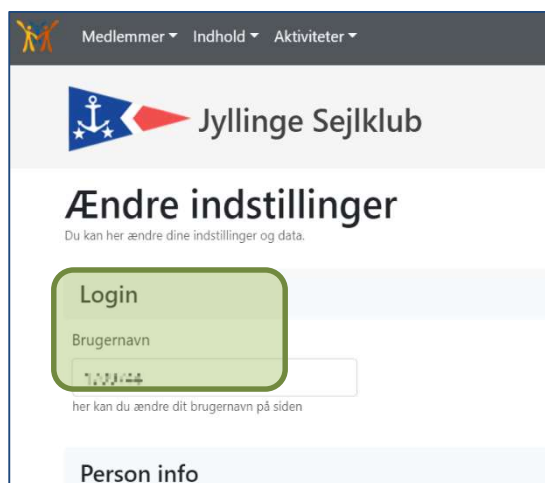 Medlemmer Indhold Aktiviteter
Jyllinge Sejlklub
Ændre indstillinger
Du kan her ændre dine indstillinger og data.
Login
Brugernavn
her kan du ændre dit brugernavn på siden
Person info